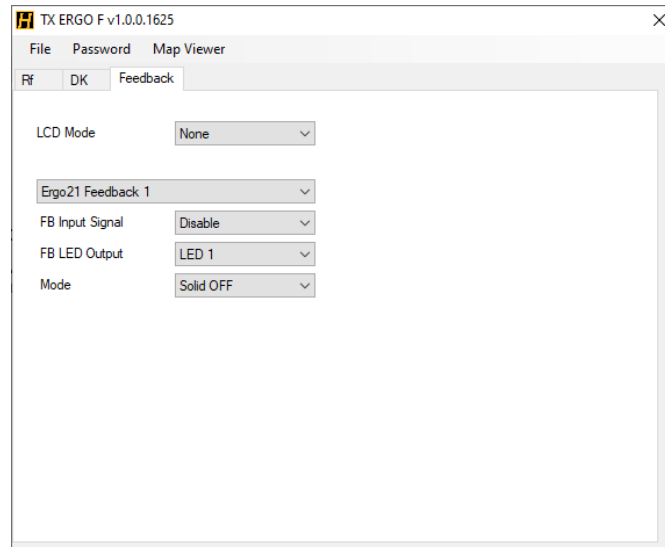 TX ERGO F v1.0.0.1625
File Password Map Viewer
Rf DK Feedback
LCD Mode None
Ergo21 Feedback 1
FB Input Signal Disable
FB LED Output LED 1
Mode Solid OFF